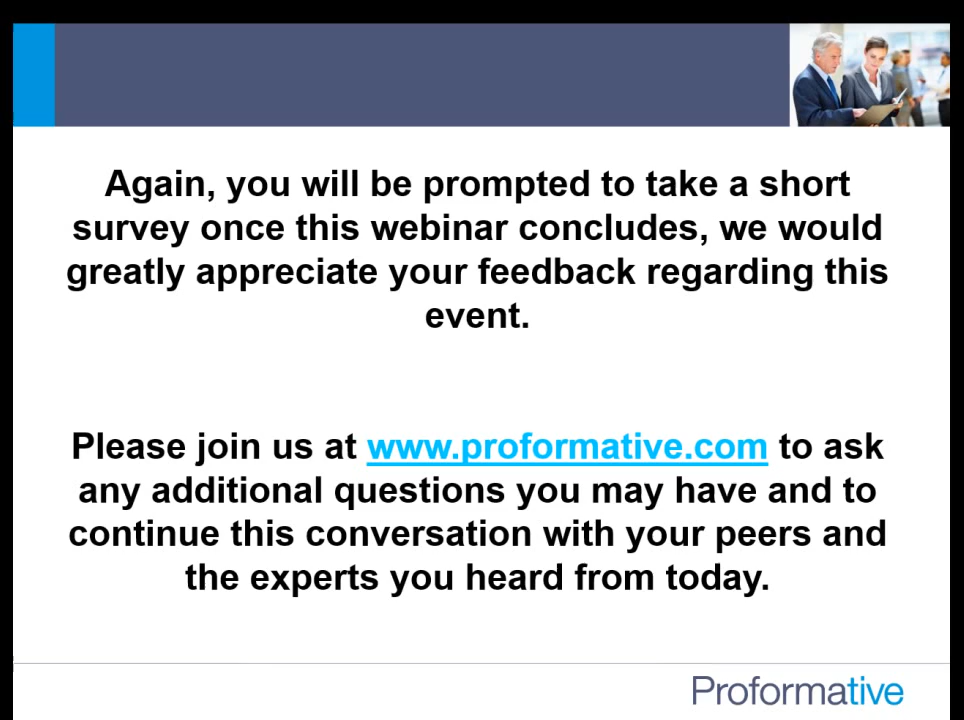 Again, you will be prompted to take a short
survey once this webinar concludes, we would
greatly appreciate your feedback regarding this
event.
Please join us at www.proformative.com to ask
any additional questions you may have and to
continue this conversation with your peers and
the experts you heard from today.
Proformative